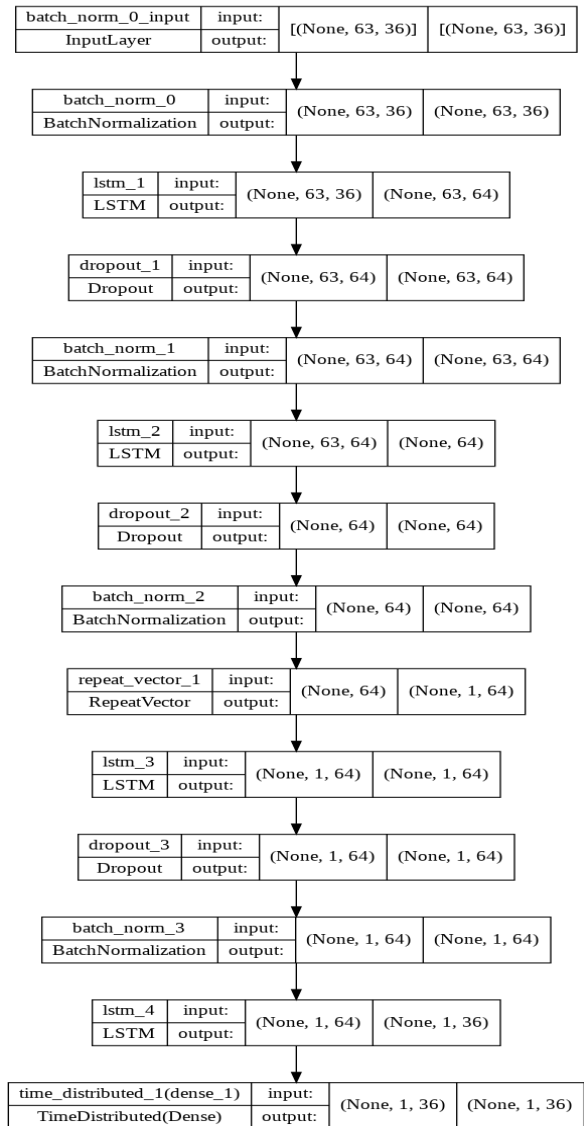 batch_norm_0_input input: [(None, 63, 36)] [(None, 63, 36)]
InputLayer output:
batch_norm_0 input: (None, 63, 36) (None, 63, 36)
BatchNormalization output:
lstm_1 input: (None, 63, 36) (None, 63, 64)
LSTM output:
dropout_1 input: (None, 63, 64) (None, 63, 64)
Dropout output:
batch_norm_1 input: (None, 63, 64) (None, 63, 64)
BatchNormalization output:
lstm_2 input: (None, 63, 64) (None, 64)
LSTM output:
dropout_2 input: (None, 64) (None, 64)
Dropout output:
batch_norm_2 input: (None, 64) (None, 64)
BatchNormalization output:
repeat_vector_1 input: (None, 64) (None, 1, 64)
RepeatVector output:
lstm_3 input: (None, 1, 64) (None, 1, 64)
LSTM output:
dropout_3 input: (None, 1, 64) (None, 1, 64)
Dropout output:
batch_norm_3 input: (None, 1, 64) (None, 1, 64)
BatchNormalization output:
lstm_4 input: (None, 1, 64) (None, 1, 36)
LSTM output:
time_distributed_1(dense_1) input: (None, 1, 36) (None, 1, 36)
TimeDistributed(Dense) output: